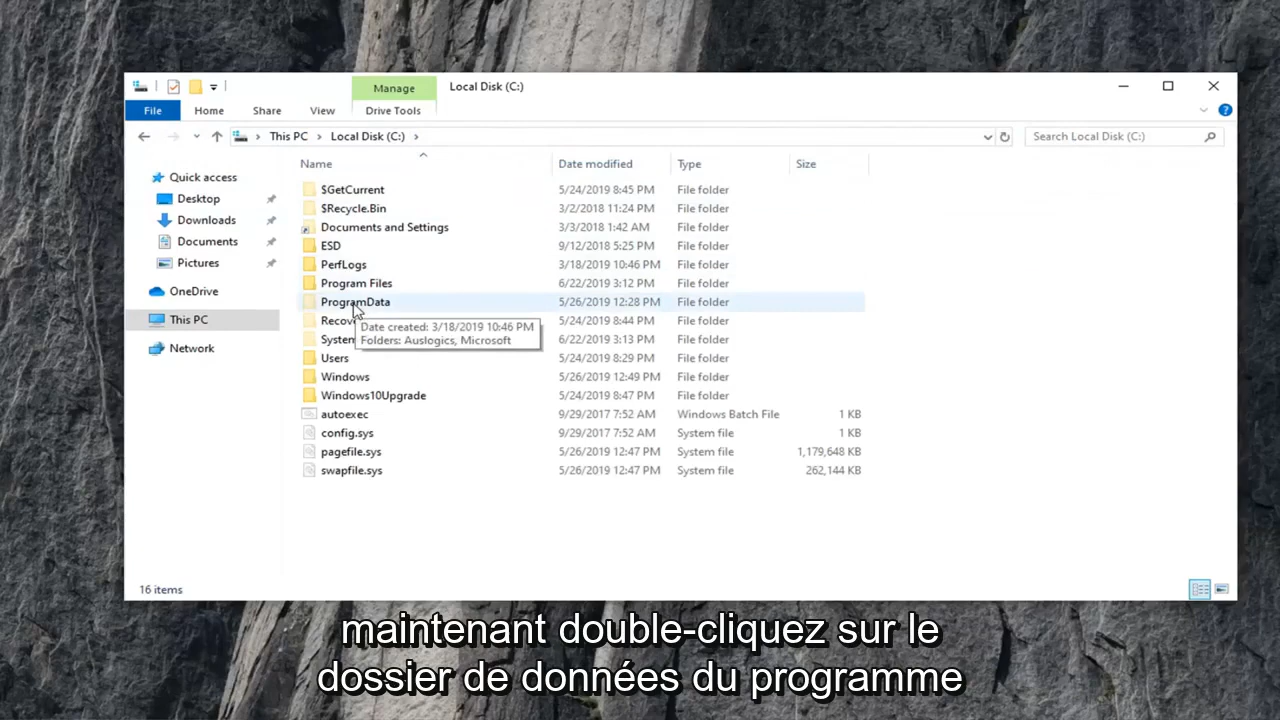 Manage
Local Disk (C:)
File
Home
Share
View
Drive Tools
This PC
Local Disk (C:)
Search Local Disk (C:)
Name
Date modified
Type
Size
Quick access
Desktop
Downloads
Documents
Pictures
OneDrive
This PC
Network
$GetCurrent 5/24/2019 8:45 PM File folder
$Recycle.Bin 3/2/2018 11:24 PM File folder
Documents and Settings 3/3/2018 1:42 AM File folder
ESD 9/12/2018 5:25 PM File folder
PerfLogs 3/18/2019 10:46 PM File folder
Program Files 6/22/2019 3:12 PM File folder
ProgramData 5/26/2019 12:28 PM File folder
Recov 5/24/2019 8:44 PM File folder
System 6/22/2019 3:13 PM File folder
Date created: 3/18/2019 10:46 PM
Folders: Auslogics, Microsoft
Users 5/24/2019 8:29 PM File folder
Windows 5/26/2019 12:49 PM File folder
Windows10Upgrade 5/24/2019 8:47 PM File folder
autoexec 9/29/2017 7:52 AM Windows Batch File 1 KB
config.sys 9/29/2017 7:52 AM System file 1 KB
pagefile.sys 5/26/2019 12:47 PM System file 1,179,648 KB
swapfile.sys 5/26/2019 12:47 PM System file 262,144 KB
16 items
maintenant double-cliquez sur le
dossier de données du programme